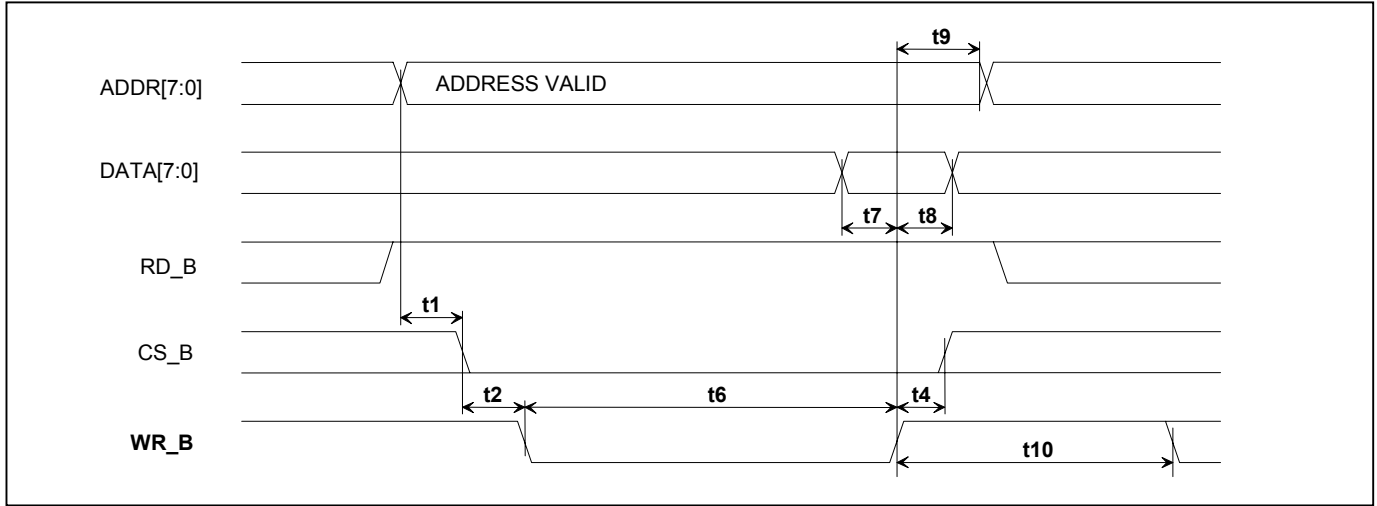 t9
ADDR[7:0] ADDRESS VALID
DATA[7:0]
t7 t8
RD_B
t1
CS_B
t2 t6 t4
WR_B t10